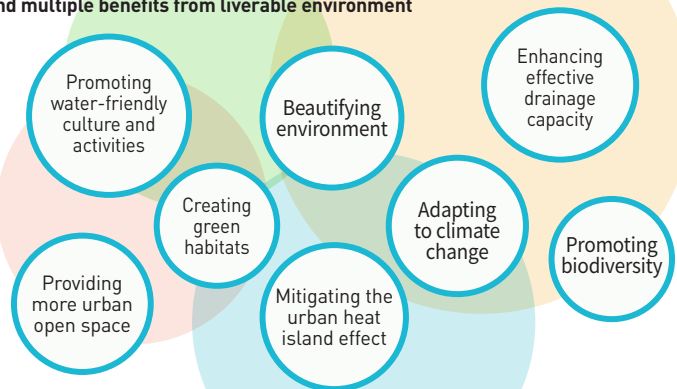 nd multiple benefits from liverable environment
Promoting
water-friendly
culture and
activities
Beautifying
environment
Enhancing
effective
drainage
capacity
Creating
green
habitats
Adapting
to climate
change
Promoting
biodiversity
Providing
more urban
open space
Mitigating the
urban heat
island effect